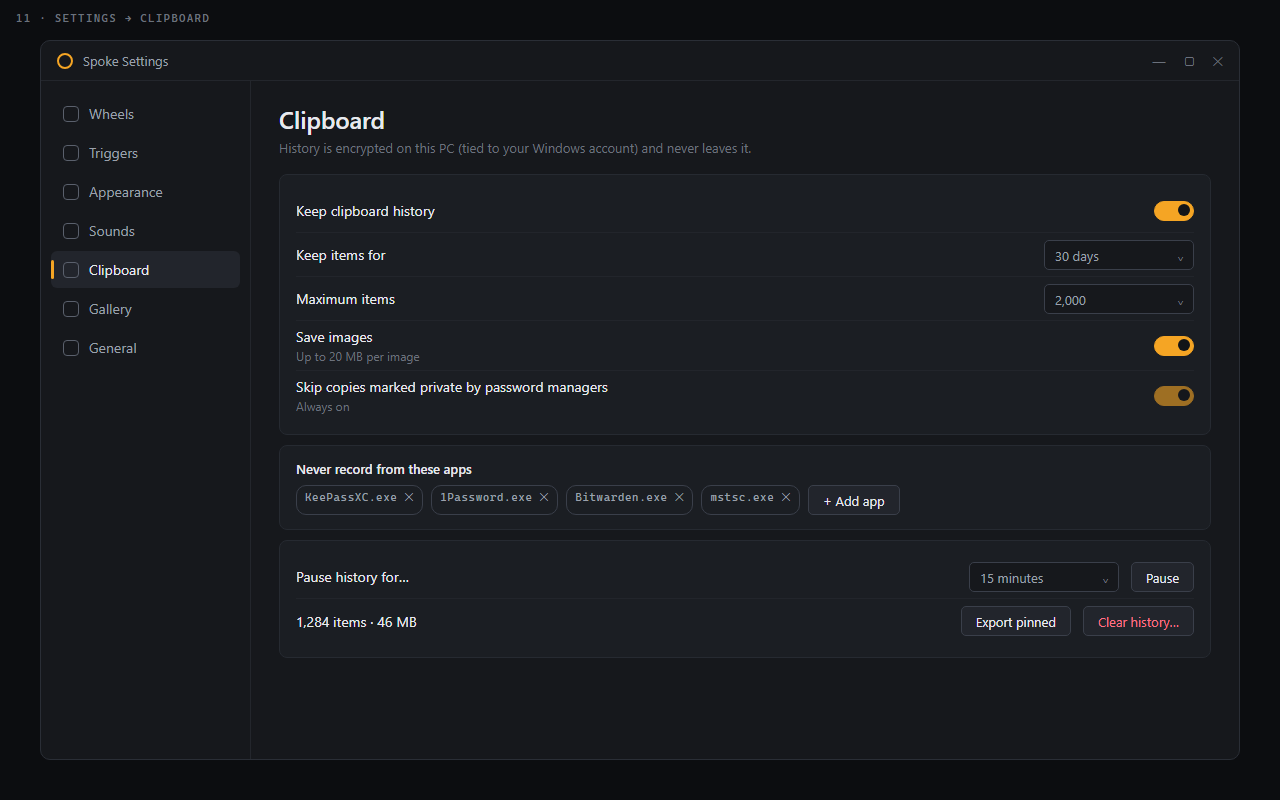 11 · SETTINGS → CLIPBOARD
Spoke Settings
Wheels
Triggers
Appearance
Sounds
Clipboard
Gallery
General
Clipboard
History is encrypted on this PC (tied to your Windows account) and never leaves it.
Keep clipboard history
Keep items for
30 days
Maximum items
2,000
Save images
Up to 20 MB per image
Skip copies marked private by password managers
Always on
Never record from these apps
KeePassXC.exe
1Password.exe
Bitwarden.exe
mstsc.exe
+ Add app
Pause history for…
15 minutes
Pause
1,284 items · 46 MB
Export pinned
Clear history…